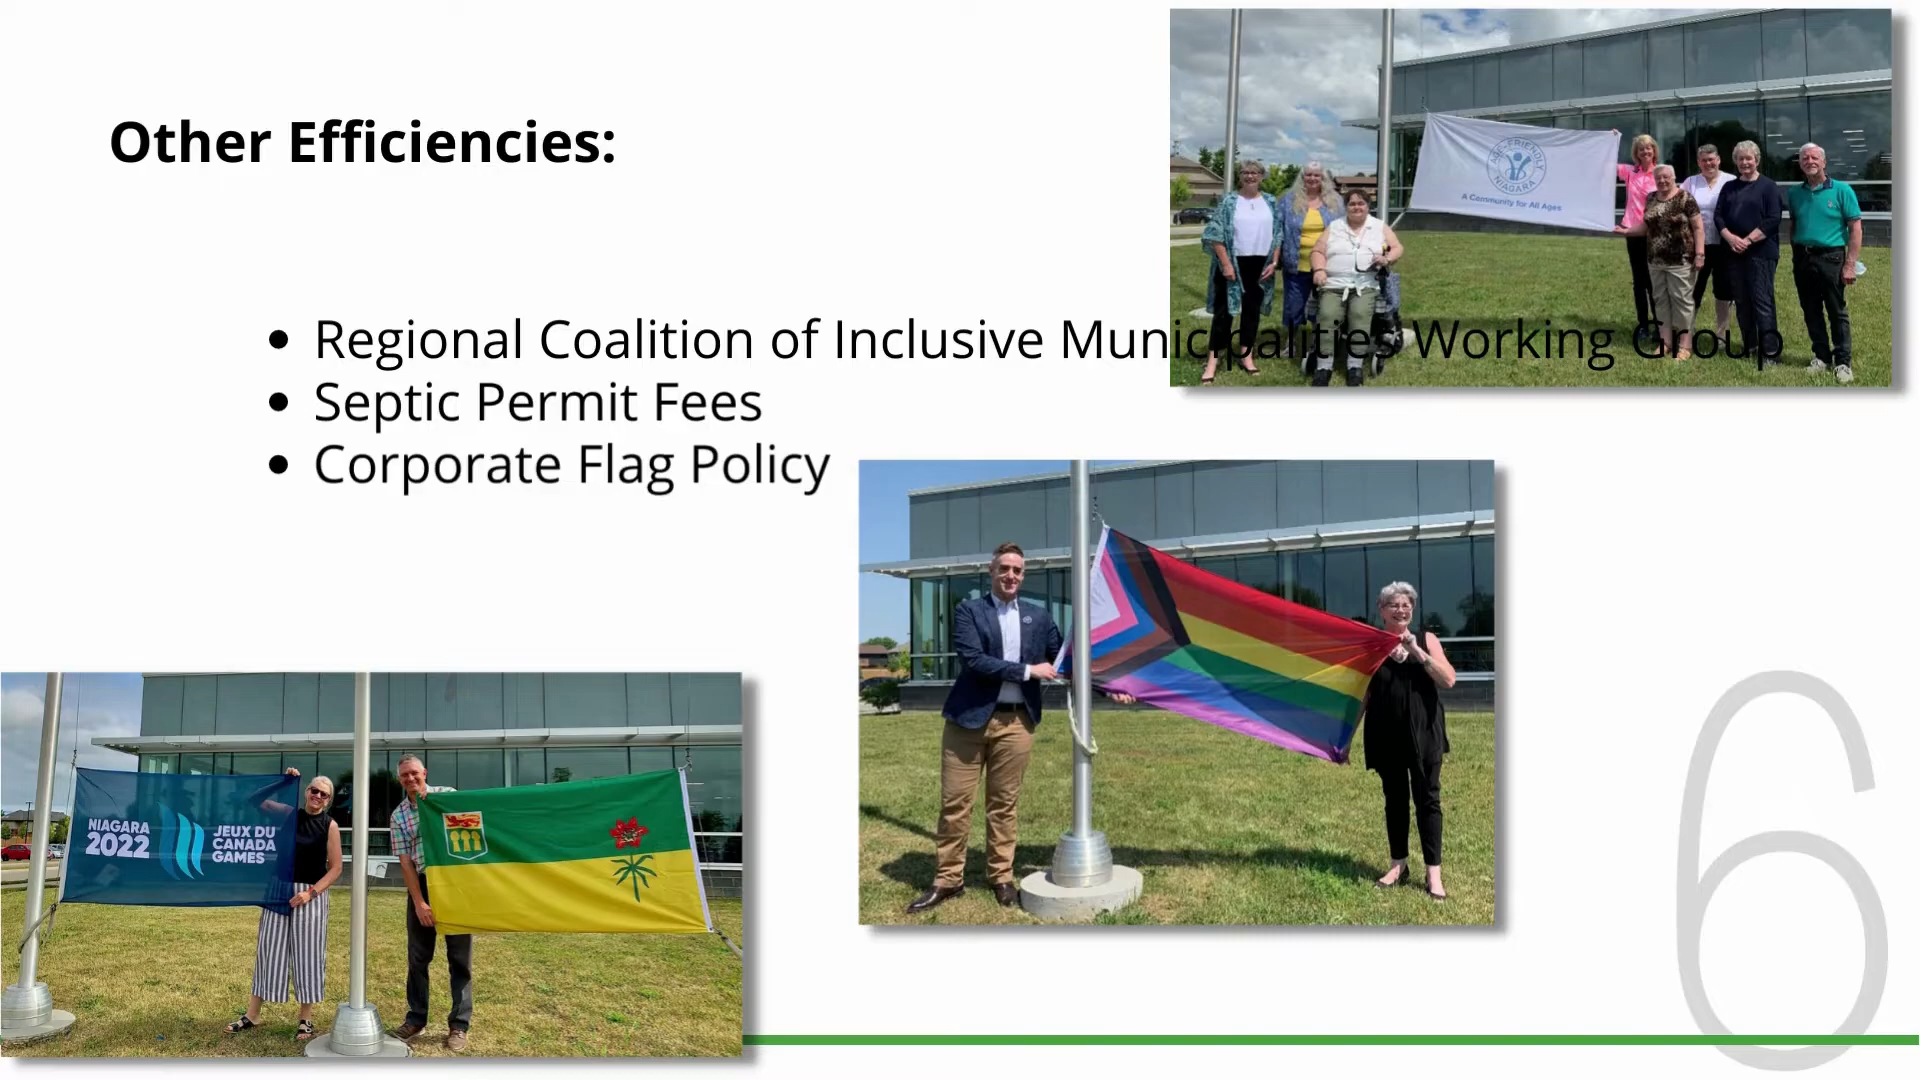 Other Efficiencies:
AGE-FRIENDLY
NIAGARA
A Community for All Ages
• Regional Coalition of Inclusive Municipalities Working Group
• Septic Permit Fees
• Corporate Flag Policy
NIAGARA
2022
JEUX DU
CANADA
GAMES
6